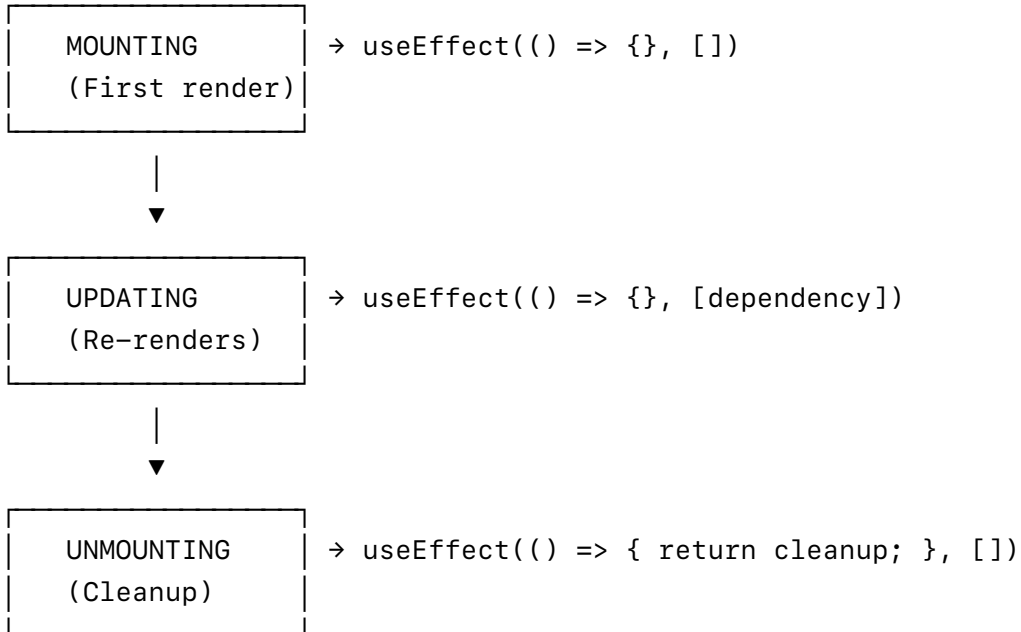 MOUNTING → useEffect(() => {}, [])
(First render)
UPDATING → useEffect(() => {}, [dependency])
(Re-renders)
UNMOUNTING → useEffect(() => { return cleanup; }, [])
(Cleanup)